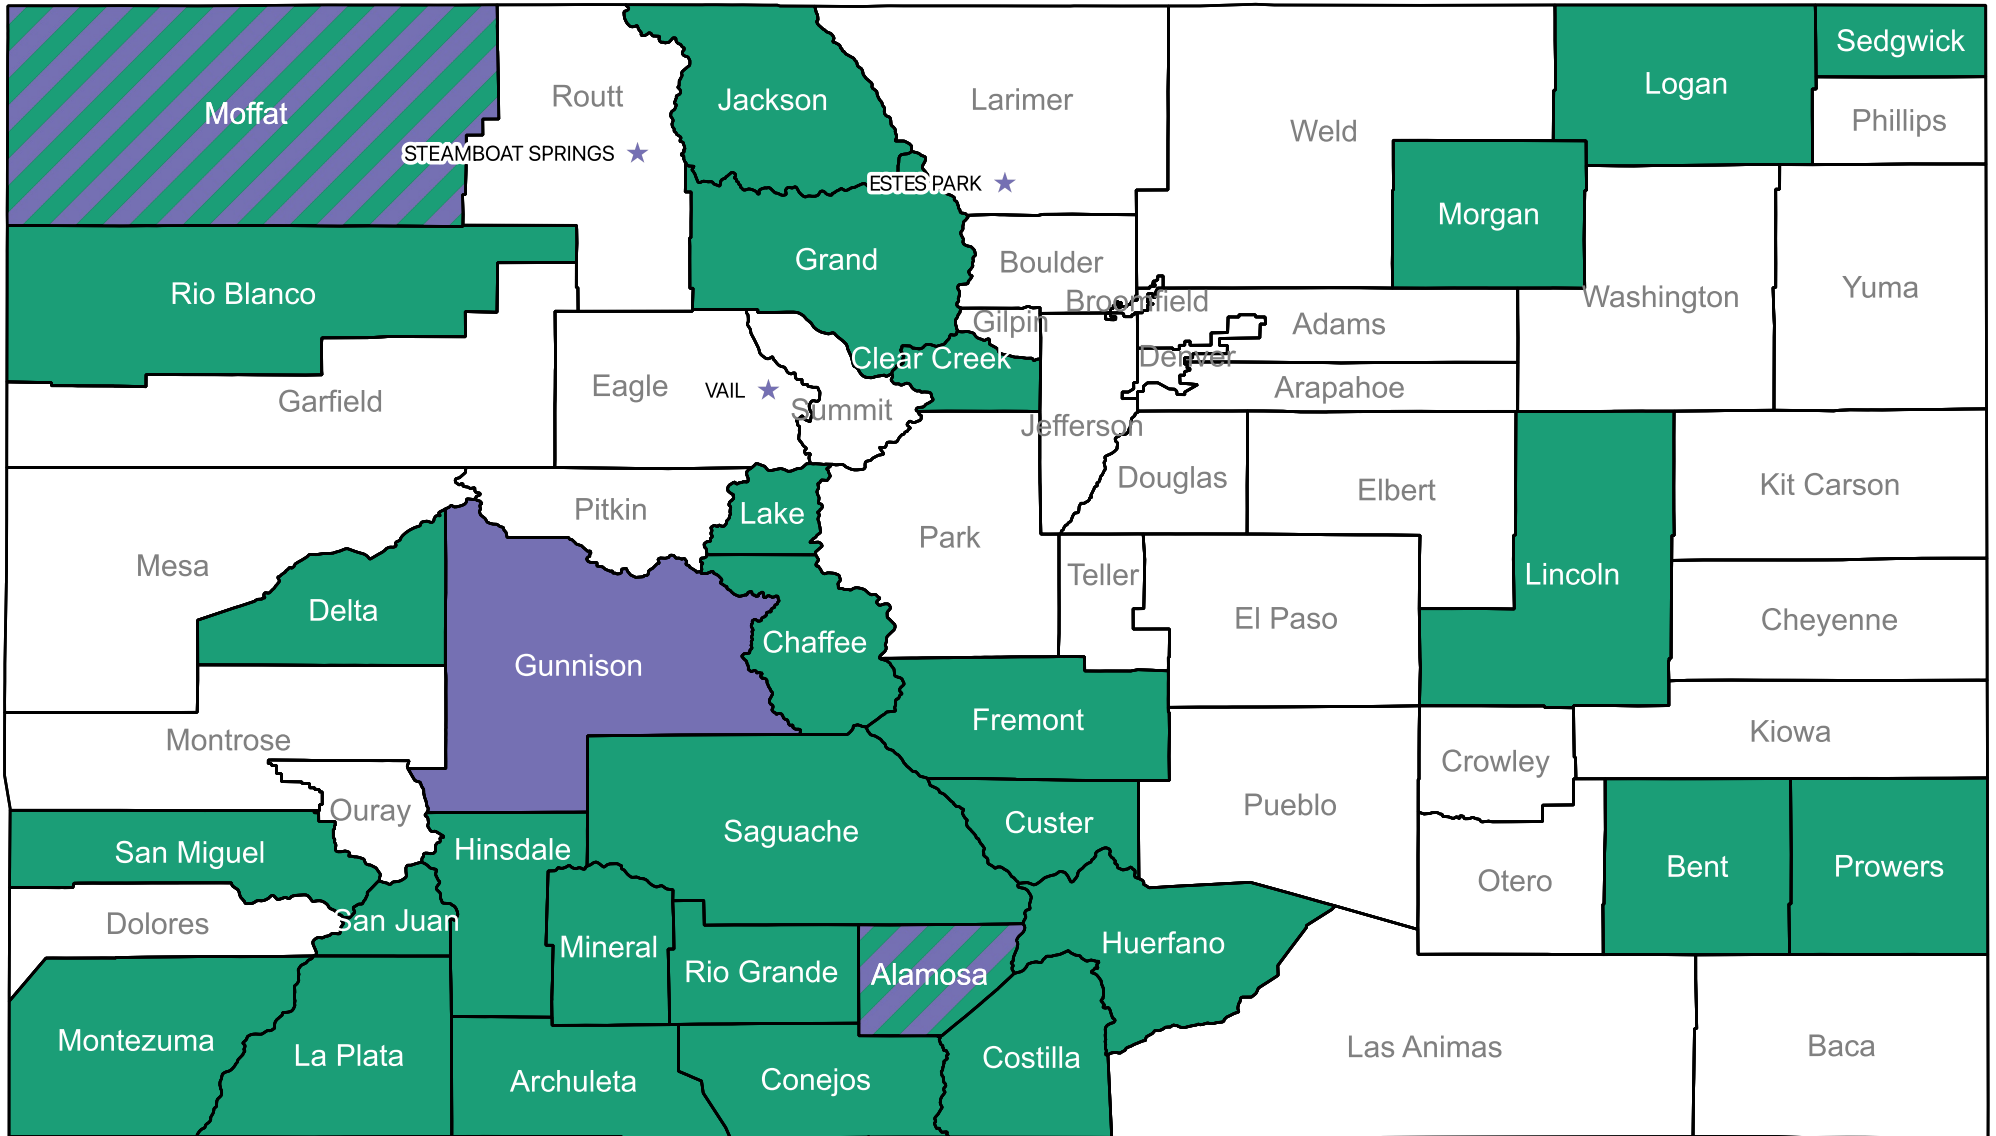 Sedgwick
Logan
Moffat
Routt
Jackson
Larimer
Phillips
Weld
STEAMBOAT SPRINGS
ESTES PARK
Morgan
Rio Blanco
Grand
Boulder
Broomfield
Washington
Yuma
Gilpin
Adams
Clear Creek
Denver
Garfield
Eagle
VAIL
Summit
Arapahoe
Jefferson
Mesa
Pitkin
Lake
Park
Douglas
Elbert
Kit Carson
Teller
Lincoln
Delta
Gunnison
Chaffee
El Paso
Cheyenne
Montrose
Fremont
Crowley
Kiowa
Ouray
Pueblo
San Miguel
Hinsdale
Saguache
Custer
Otero
Bent
Prowers
Dolores
San Juan
Mineral
Rio Grande
Alamosa
Huerfano
Montezuma
La Plata
Archuleta
Conejos
Costilla
Las Animas
Baca